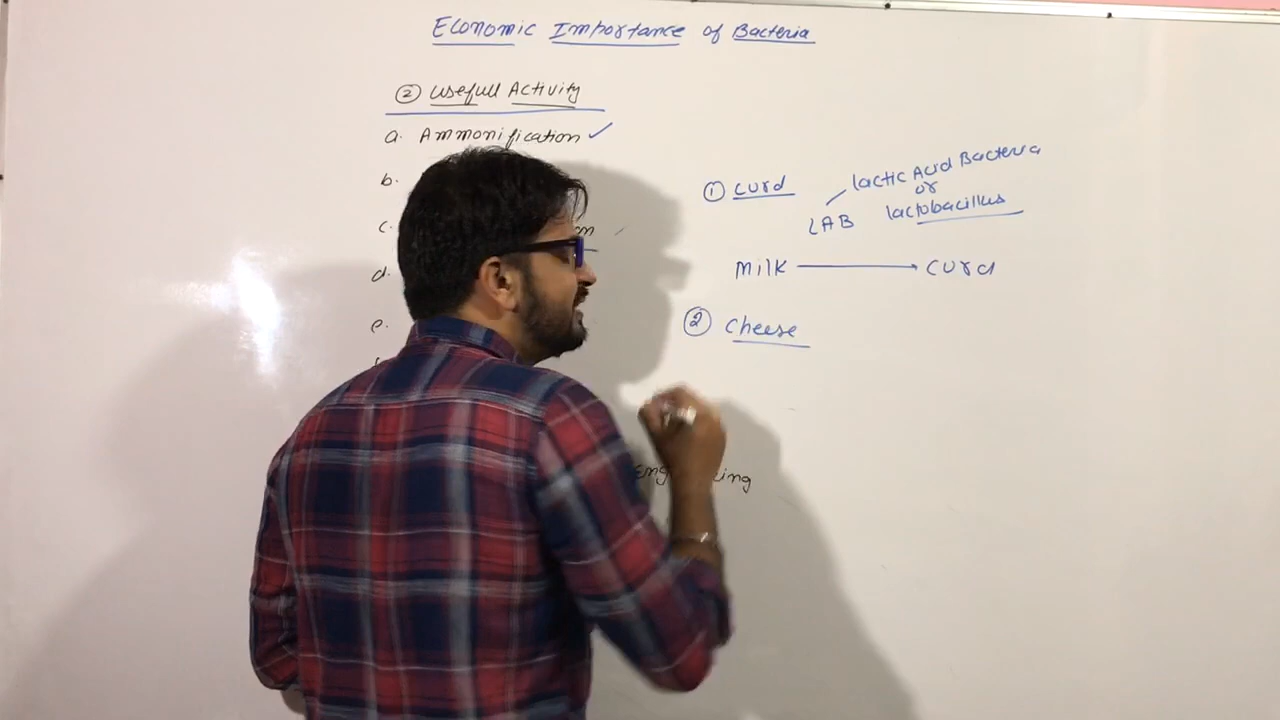 Economic Importance of Bacteria
② Usefull Activity
a. Ammonification ✓
b.
c. on
d.
e.
① Curd
lactic Acid Bacteria
or
LAB lactobacillus
Milk → Curd
② Cheese